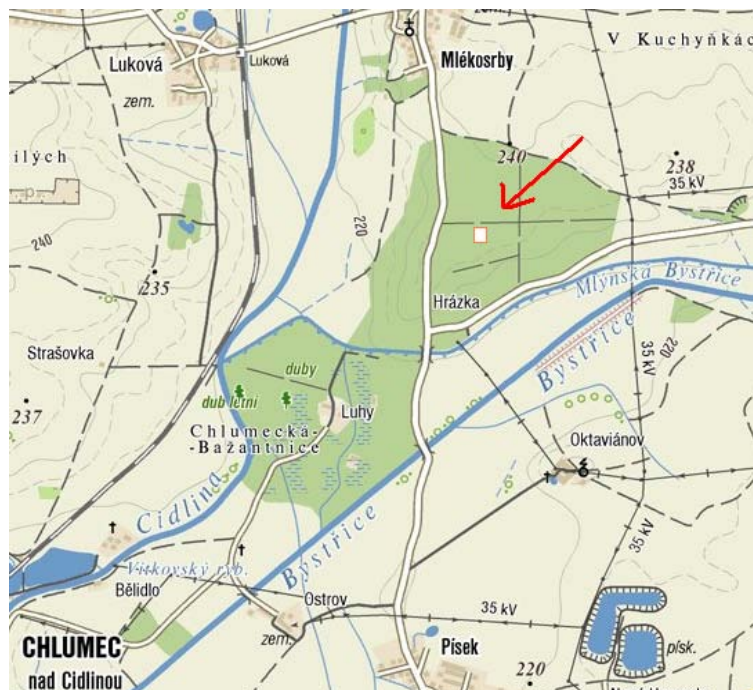 V Kuchyňkác
Luková
Luková
Mlékosrby
zem.
240
238
35 kV
ilých
p.
220
240
235
Hrázka
Mlýnská Bystřice
Strašovka
35 kV
220
duby
Bystřice
dub letní
Luhy
237
Chlumecká-
-Bažantnice
Oktaviánov
Cidlina
Bystřice
35 kV
Vítkovský ryb.
Bělidlo
Ostrov
35 kV
zem.
CHLUMEC
nad Cidlinou
Písek
písk.
220